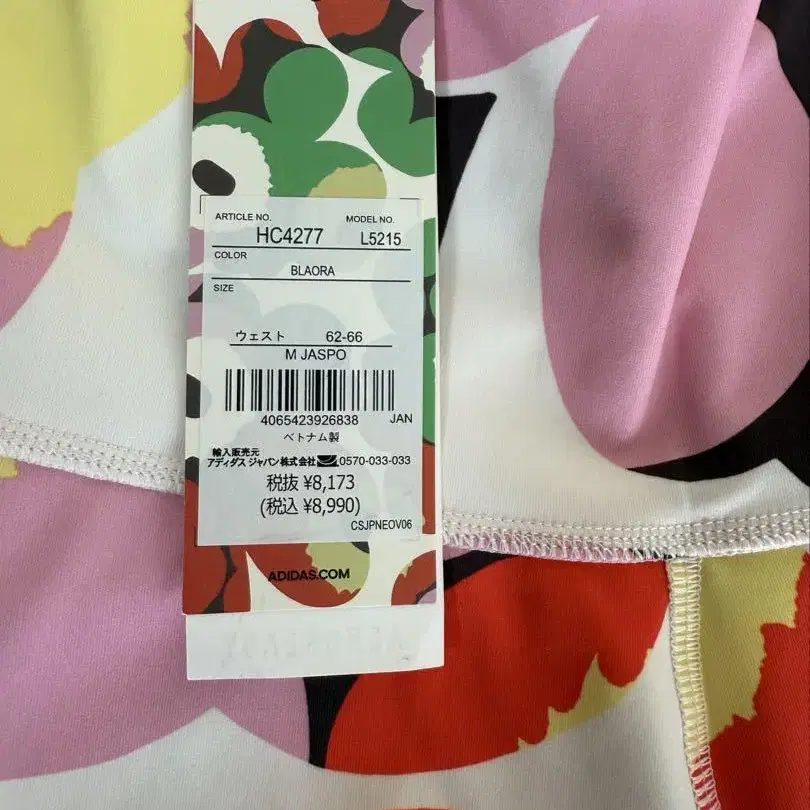 ARTICLE NO. MODEL NO.
HC4277 L5215
COLOR
BLAORA
SIZE
ウェスト 62-66
M JASPO
4065423926838 JAN
ベトナム製
輸入販売元
アディダス ジャパン株式会社 0570-033-033
税抜 ¥8,173
(税込 ¥8,990)
CSJPNEOV06
ADIDAS.COM